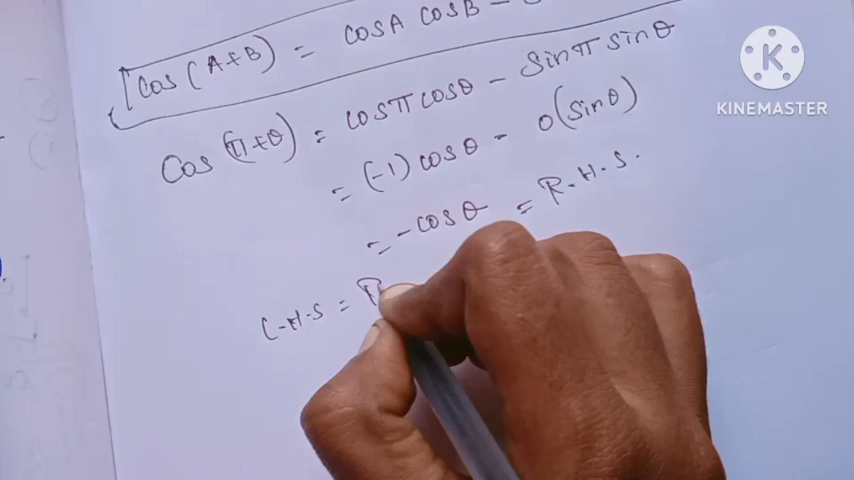 cos(A+B) = cosA cosB -
cos(π+θ) = cosπ cosθ - sinπ sinθ
= (-1) cosθ - 0(sinθ)
= -cosθ = R-H-S.
L-H-S = R
K
KINEMASTER